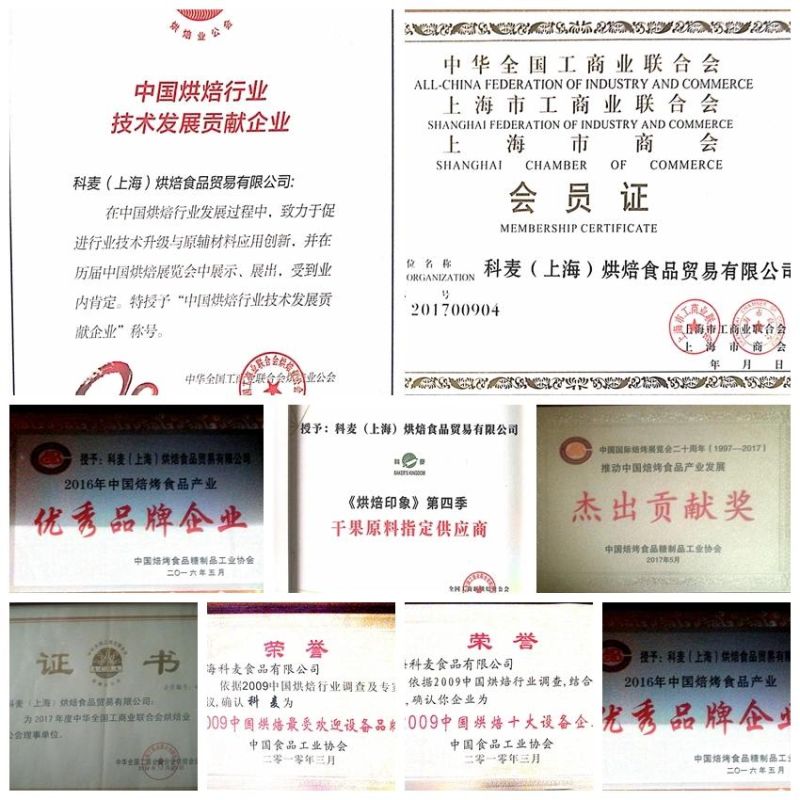 烘焙业公会
中国烘焙行业
技术发展贡献企业
科麦（上海）烘焙食品贸易有限公司:
在中国烘焙行业发展过程中，致力于促
进行业技术升级与原辅材料应用创新，并在
历届中国烘焙展览会中展示、展出，受到业
内肯定。特授予“中国烘焙行业技术发展贡
献企业”称号。
中华全国工商业联合会烘焙业公会
中华全国工商业联合会
ALL-CHINA FEDERATION OF INDUSTRY AND COMMERCE
上海市工商业联合会
SHANGHAI FEDERATION OF INDUSTRY AND COMMERCE
上海市商会
SHANGHAI CHAMBER OF COMMERCE
会员证
MEMBERSHIP CERTIFICATE
位名称
ORGANIZATION
科麦（上海）烘焙食品贸易有限公司
号
201700904
上海市工商业联合会
上海市商会
年 月 日
授予：科麦（上海）烘焙食品贸易有限公司
2016年中国焙烤食品产业
优秀品牌企业
中国焙烤食品糖制品工业协会
二〇一六年五月
授予：科麦（上海）烘焙食品贸易有限公司
科麦
BAKER'S KINGDOM
《烘焙印象》第四季
干果原料指定供应商
中国国际焙烤展览会二十周年（1997—2017）
推动中国焙烤食品产业发展
杰出贡献奖
中国焙烤食品糖制品工业协会
2017年5月
证书
科麦（上海）烘焙食品贸易有限公司：
为2017年度中华全国工商业联合会烘焙业
公会理事单位。
荣誉
海科麦食品有限公司
依据2009中国烘焙行业调查及专家
议,确认 科麦 为
009中国烘焙最受欢迎设备品牌
中国食品工业协会
二〇一〇年三月
荣誉
科麦食品有限公司
依据2009中国烘焙行业调查,结合
,确认你企业为
2009中国烘焙十大设备企
中国食品工业协会
二〇一〇年三月
授予：科麦（上海）烘焙食品贸易有限
2016年中国焙烤食品产业
优秀品牌企
中国焙烤食品糖制品工
二〇一六年五